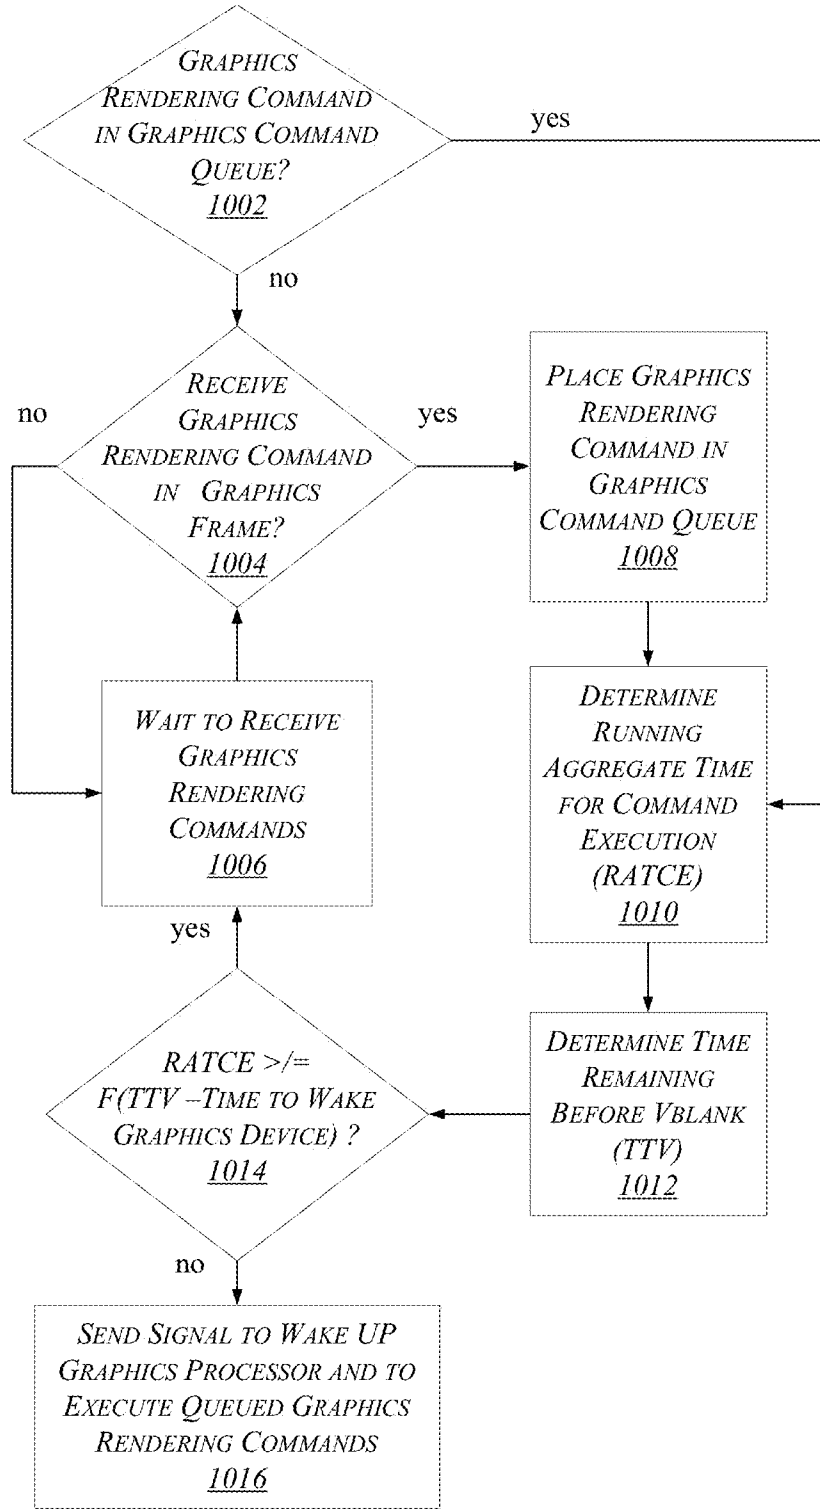 GRAPHICS
RENDERING COMMAND
IN GRAPHICS COMMAND
QUEUE?
1002
yes
no
RECEIVE
GRAPHICS
RENDERING COMMAND
IN GRAPHICS
FRAME?
1004
no
yes
PLACE GRAPHICS
RENDERING
COMMAND IN
GRAPHICS
COMMAND QUEUE
1008
WAIT TO RECEIVE
GRAPHICS
RENDERING
COMMANDS
1006
DETERMINE
RUNNING
AGGREGATE TIME
FOR COMMAND
EXECUTION
(RATCE)
1010
yes
DETERMINE TIME
REMAINING
BEFORE VBLANK
(TTV)
1012
RATCE >/=
F(TTV –TIME TO WAKE
GRAPHICS DEVICE) ?
1014
no
SEND SIGNAL TO WAKE UP
GRAPHICS PROCESSOR AND TO
EXECUTE QUEUED GRAPHICS
RENDERING COMMANDS
1016